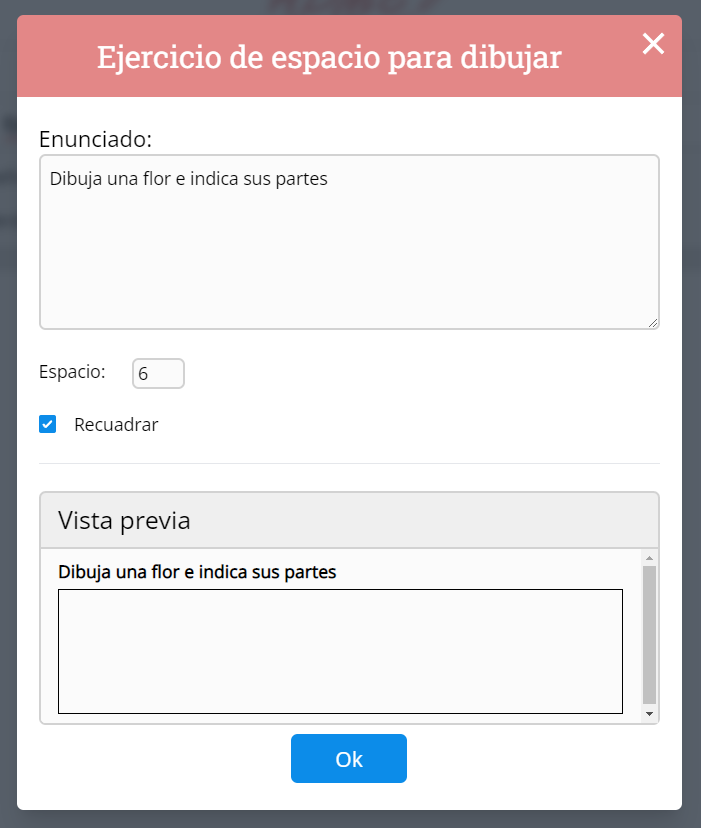 Ejercicio de espacio para dibujar
Enunciado:
Dibuja una flor e indica sus partes
Espacio: 6
Recuadrar
Vista previa
Dibuja una flor e indica sus partes
Ok